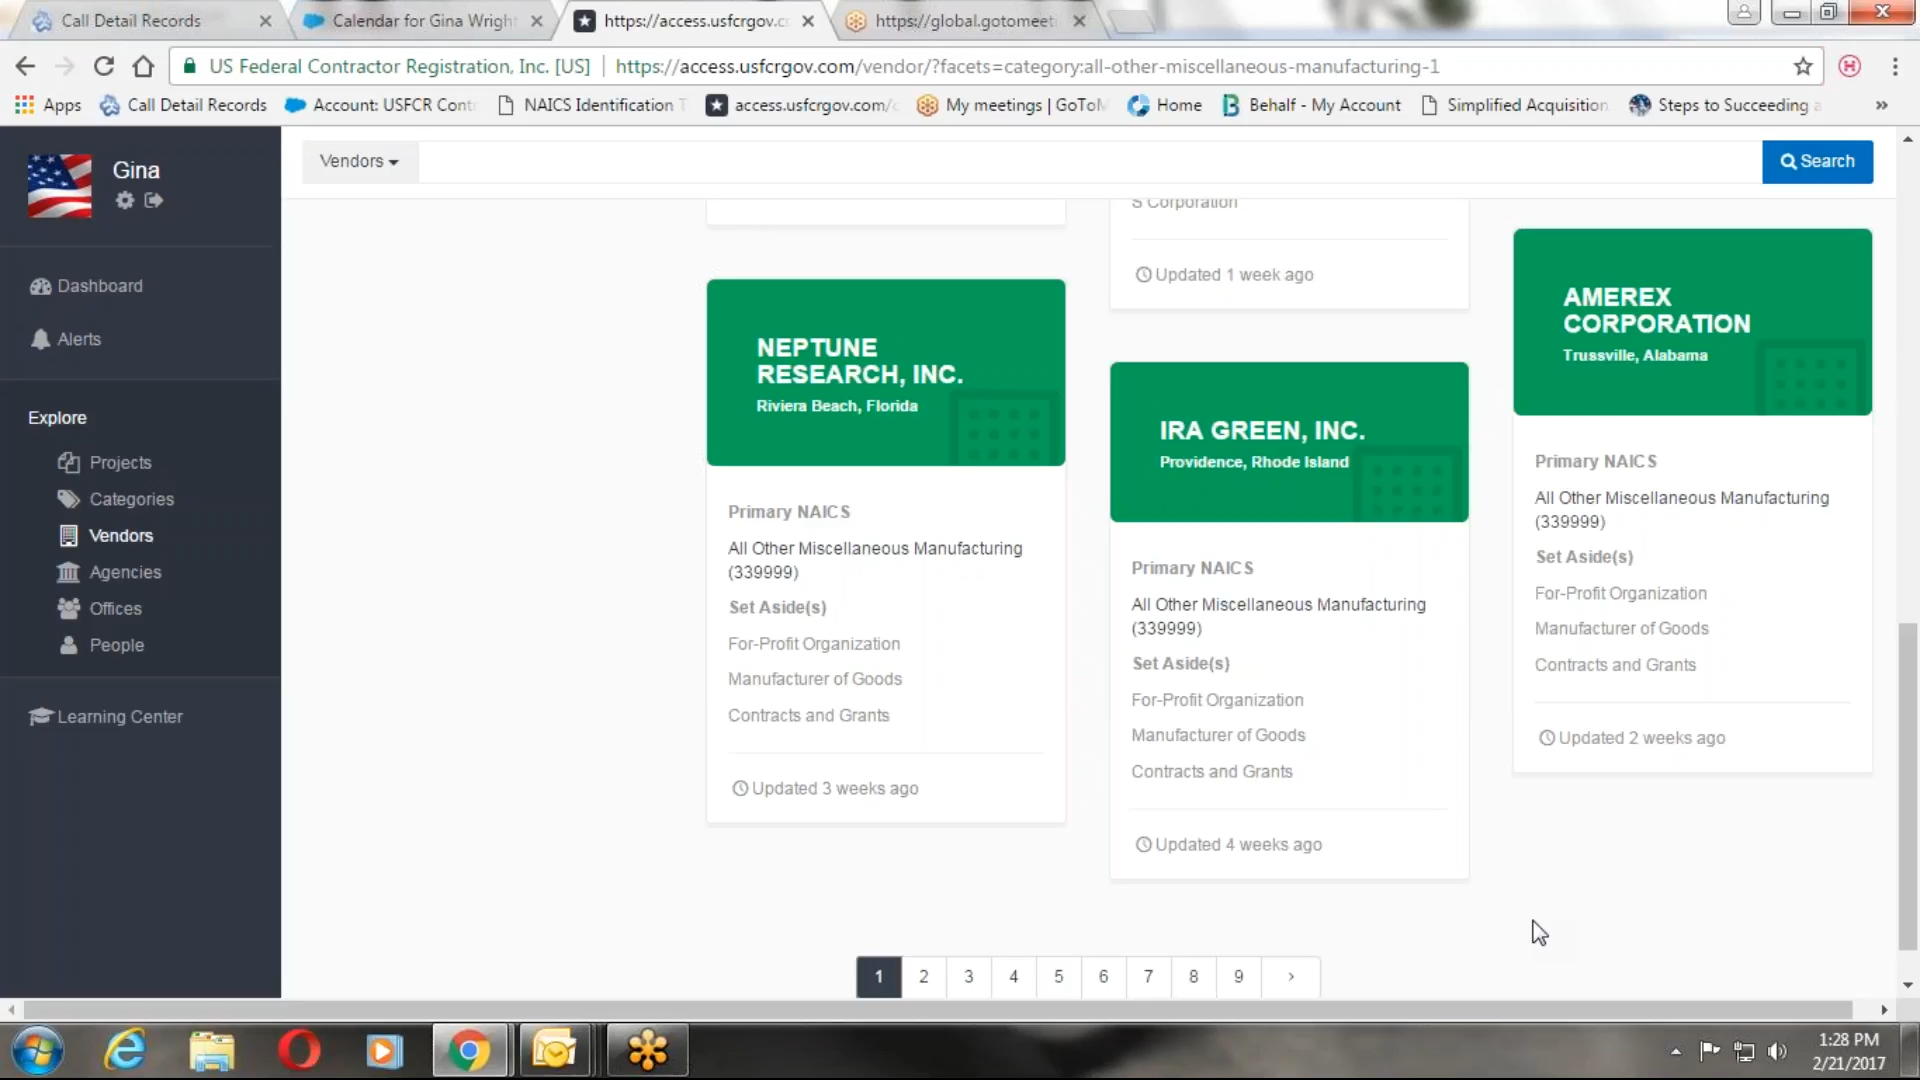 Call Detail Records
Calendar for Gina Wright
https://access.usfcrgov.c
https://global.gotomeeti
US Federal Contractor Registration, Inc. [US]
https://access.usfcrgov.com/vendor/?facets=category:all-other-miscellaneous-manufacturing-1
Apps
Call Detail Records
Account: USFCR Cont
NAICS Identification T
access.usfcrgov.com/
My meetings | GoToM
Home
Behalf - My Account
Simplified Acquisition
Steps to Succeeding a
»
Gina
Dashboard
Alerts
Explore
Projects
Categories
Vendors
Agencies
Offices
People
Learning Center
Vendors
Search
NEPTUNE
RESEARCH, INC.
Riviera Beach, Florida
Primary NAICS
All Other Miscellaneous Manufacturing
(339999)
Set Aside(s)
For-Profit Organization
Manufacturer of Goods
Contracts and Grants
Updated 3 weeks ago
S Corporation
Updated 1 week ago
IRA GREEN, INC.
Providence, Rhode Island
Primary NAICS
All Other Miscellaneous Manufacturing
(339999)
Set Aside(s)
For-Profit Organization
Manufacturer of Goods
Contracts and Grants
Updated 4 weeks ago
AMEREX
CORPORATION
Trussville, Alabama
Primary NAICS
All Other Miscellaneous Manufacturing
(339999)
Set Aside(s)
For-Profit Organization
Manufacturer of Goods
Contracts and Grants
Updated 2 weeks ago
1 2 3 4 5 6 7 8 9 ›
1:28 PM
2/21/2017